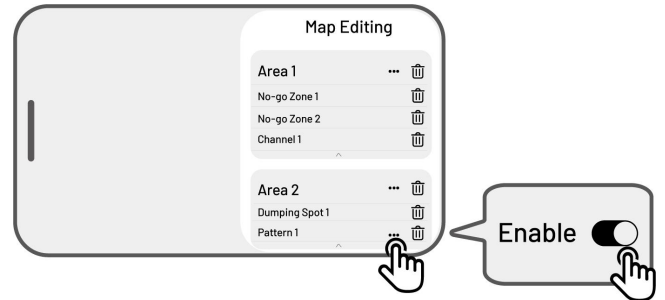 Map Editing
Area 1
No-go Zone 1
No-go Zone 2
Channel 1
Area 2
Dumping Spot 1
Pattern 1
Enable